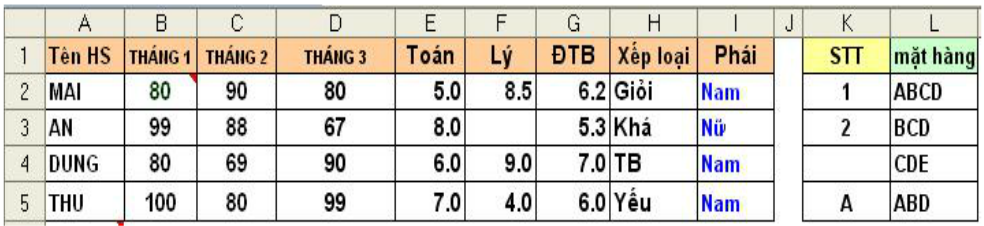 A B C D E F G H I J K L
1 Tên HS THÁNG 1 THÁNG 2 THÁNG 3 Toán Lý ĐTB Xếp loại Phái STT mặt hàng
2 MAI 80 90 80 5.0 8.5 6.2 Giỏi Nam 1 ABCD
3 AN 99 88 67 8.0 5.3 Khá Nữ 2 BCD
4 DUNG 80 69 90 6.0 9.0 7.0 TB Nam CDE
5 THU 100 80 99 7.0 4.0 6.0 Yếu Nam A ABD